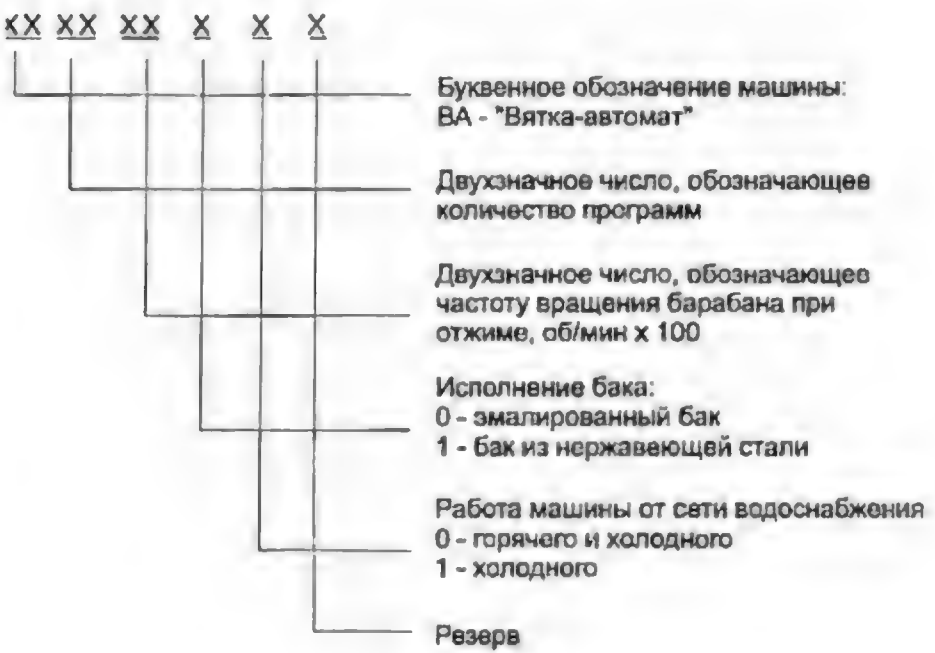 XX XX XX X X X
Буквенное обозначение машины:
ВА - "Вятка-автомат"
Двухзначное число, обозначающее
количество программ
Двухзначное число, обозначающее
частоту вращения барабана при
отжиме, об/мин х 100
Исполнение бака:
0 - эмалированный бак
1 - бак из нержавеющей стали
Работа машины от сети водоснабжения
0 - горячего и холодного
1 - холодного
Резерв